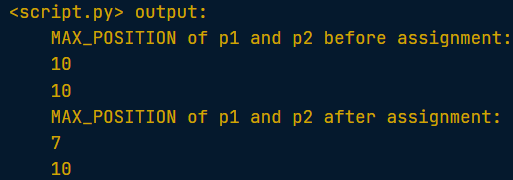 <script.py> output:
MAX_POSITION of p1 and p2 before assignment:
10
10
MAX_POSITION of p1 and p2 after assignment:
7
10